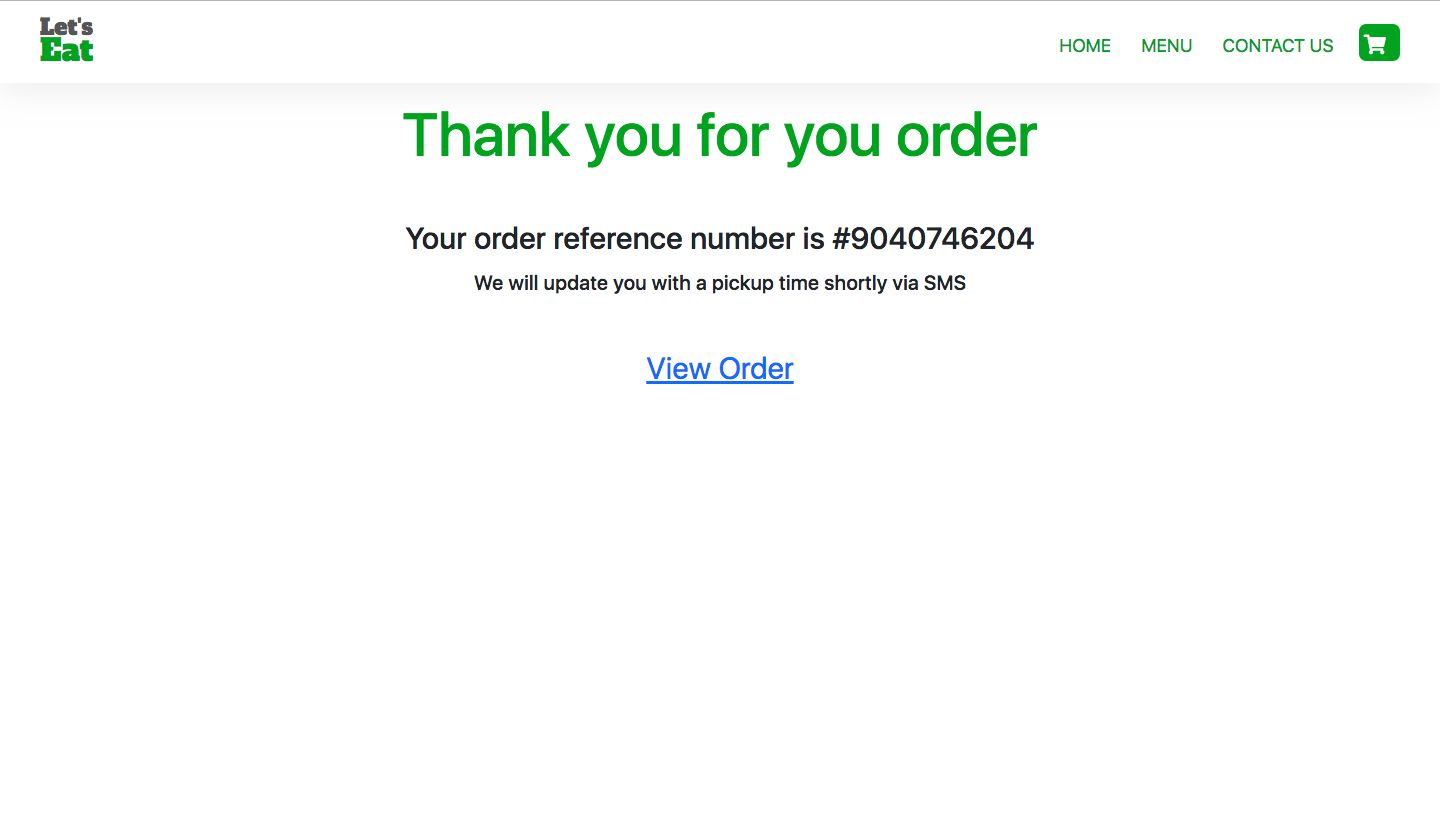 Let's
Eat
HOME MENU CONTACT US
Thank you for you order
Your order reference number is #9040746204
We will update you with a pickup time shortly via SMS
View Order